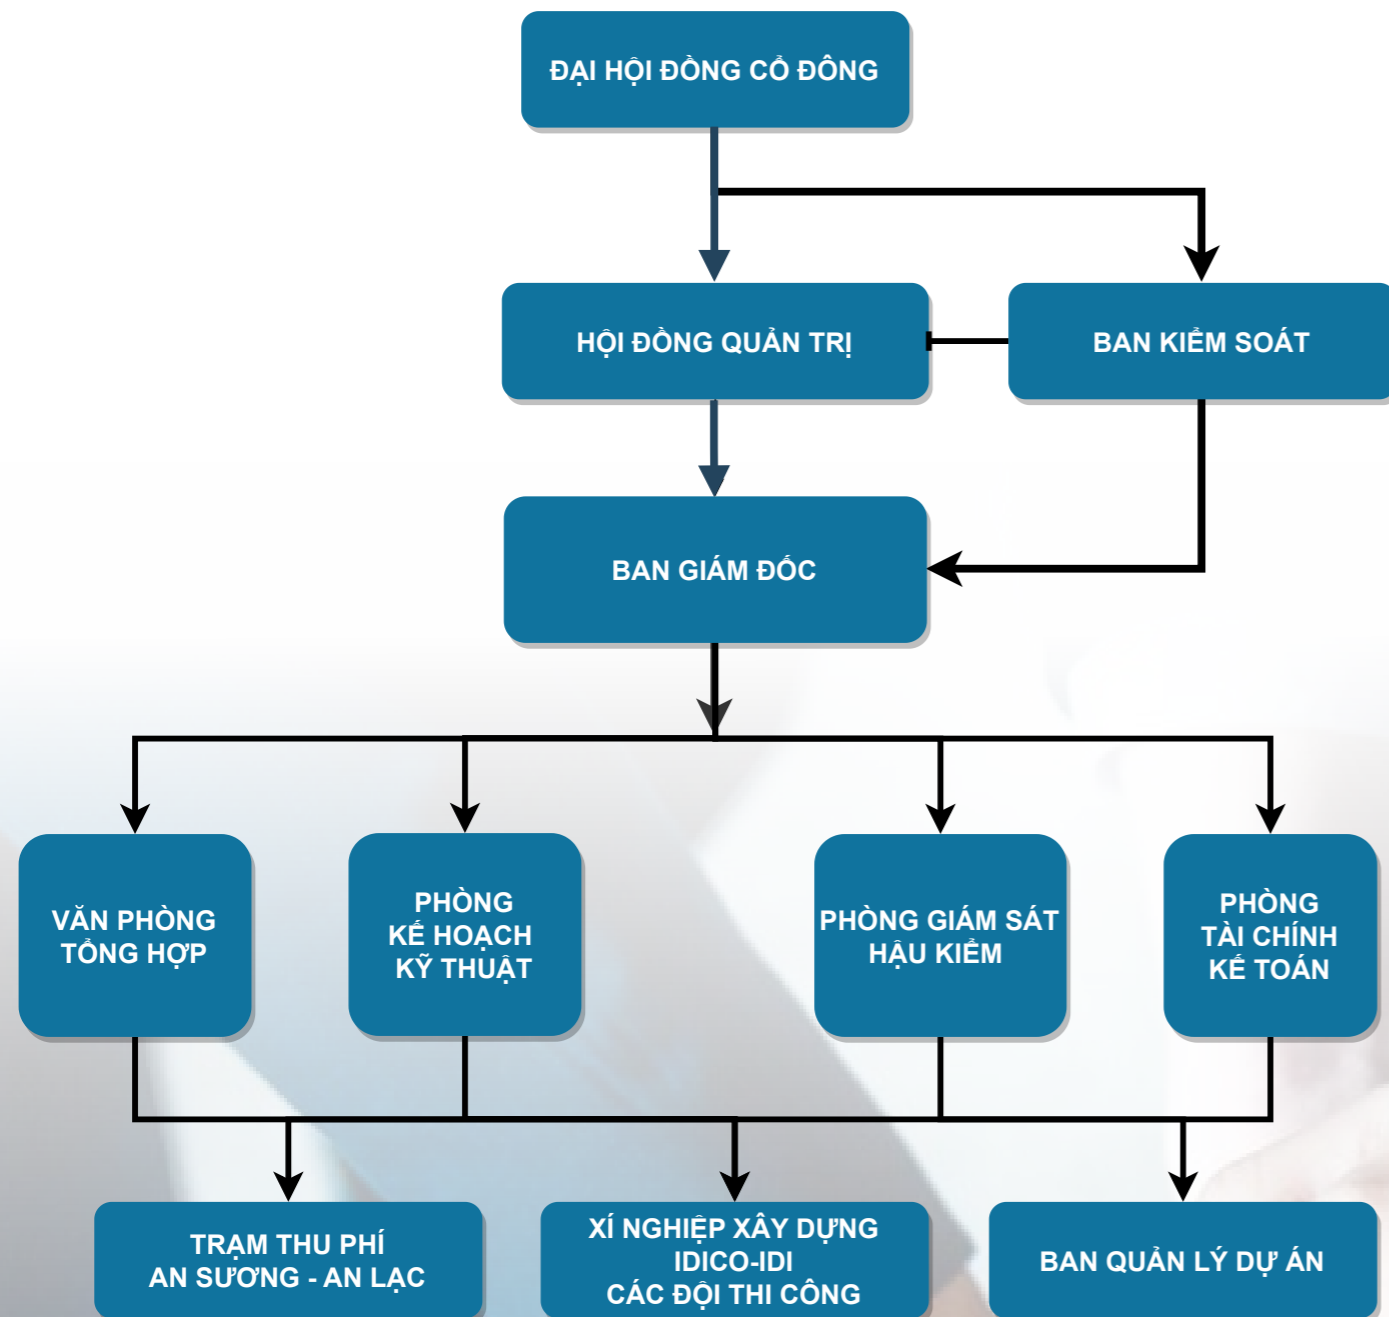 ĐẠI HỘI ĐỒNG CỔ ĐÔNG
HỘI ĐỒNG QUẢN TRỊ
BAN KIỂM SOÁT
BAN GIÁM ĐỐC
VĂN PHÒNG
TỔNG HỢP
PHÒNG
KẾ HOẠCH
KỸ THUẬT
PHÒNG GIÁM SÁT
HẬU KIỂM
PHÒNG
TÀI CHÍNH
KẾ TOÁN
TRẠM THU PHÍ
AN SƯƠNG - AN LẠC
XÍ NGHIỆP XÂY DỰNG
IDICO-IDI
CÁC ĐỘI THI CÔNG
BAN QUẢN LÝ DỰ ÁN